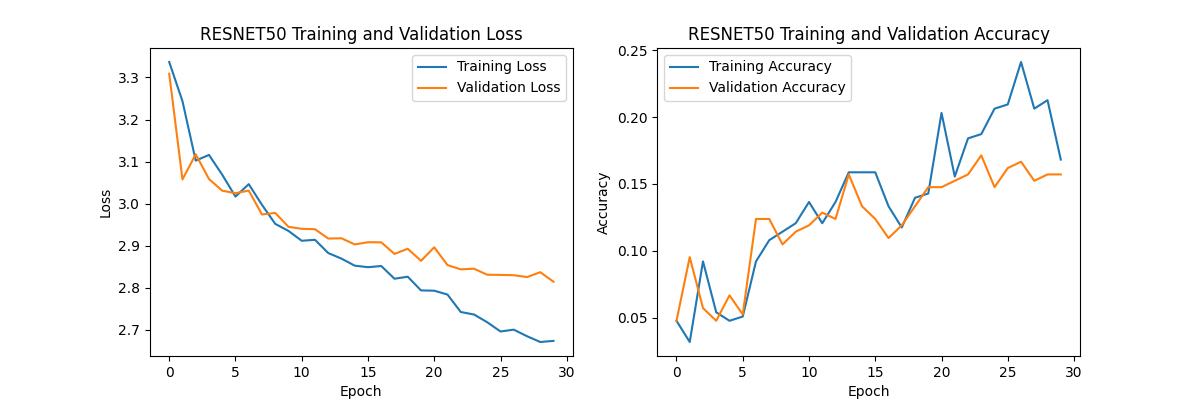 RESNET50 Training and Validation Loss
Training Loss
Validation Loss
3.3
3.2
3.1
3.0
2.9
2.8
2.7
Loss
0
5
10
15
20
25
30
Epoch
RESNET50 Training and Validation Accuracy
Training Accuracy
Validation Accuracy
0.25
0.20
0.15
0.10
0.05
Accuracy
0
5
10
15
20
25
30
Epoch